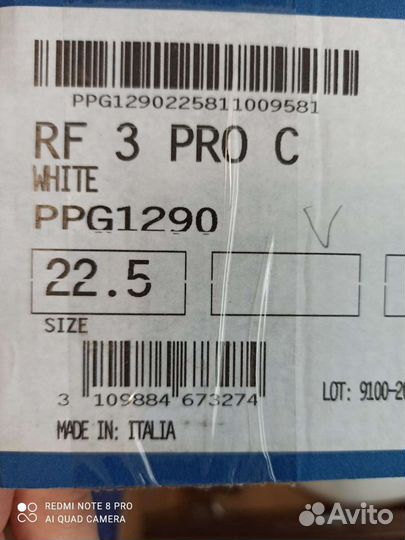 PPG1290225811009581
RF 3 PRO C
WHITE
PPG1290
V
22.5
SIZE
3 109884 673274
LOT: 9100-20
MADE IN: ITALIA
REDMI NOTE 8 PRO
AI QUAD CAMERA
Avito